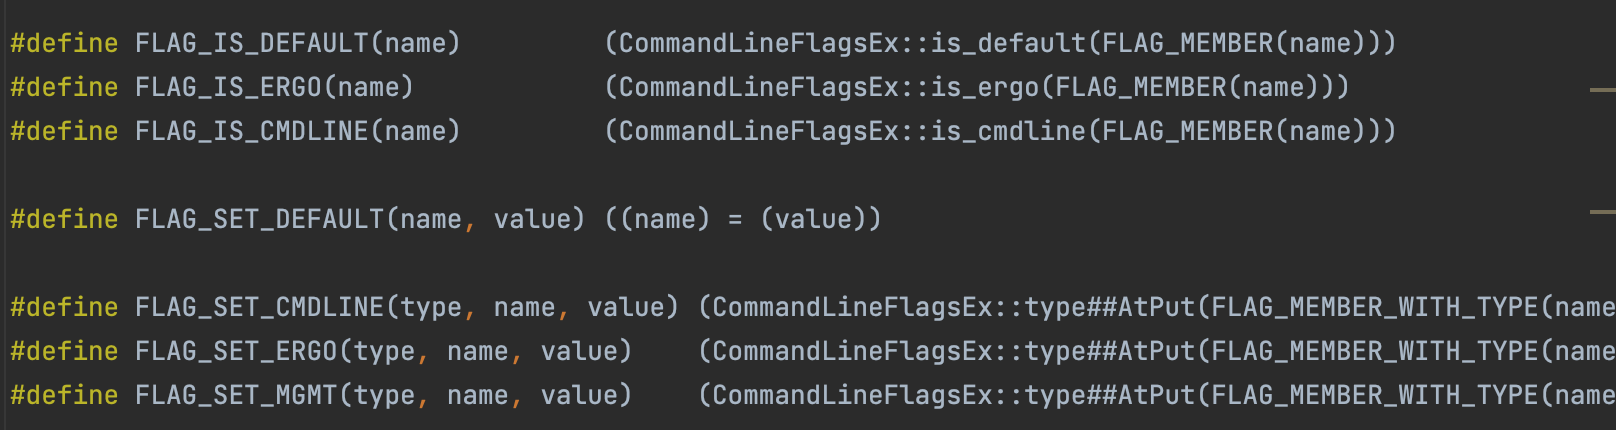 #define FLAG_IS_DEFAULT(name)         (CommandLineFlagsEx::is_default(FLAG_MEMBER(name)))
#define FLAG_IS_ERGO(name)            (CommandLineFlagsEx::is_ergo(FLAG_MEMBER(name)))
#define FLAG_IS_CMDLINE(name)         (CommandLineFlagsEx::is_cmdline(FLAG_MEMBER(name)))
#define FLAG_SET_DEFAULT(name, value) ((name) = (value))
#define FLAG_SET_CMDLINE(type, name, value) (CommandLineFlagsEx::type##AtPut(FLAG_MEMBER_WITH_TYPE(name
#define FLAG_SET_ERGO(type, name, value)    (CommandLineFlagsEx::type##AtPut(FLAG_MEMBER_WITH_TYPE(name
#define FLAG_SET_MGMT(type, name, value)    (CommandLineFlagsEx::type##AtPut(FLAG_MEMBER_WITH_TYPE(name